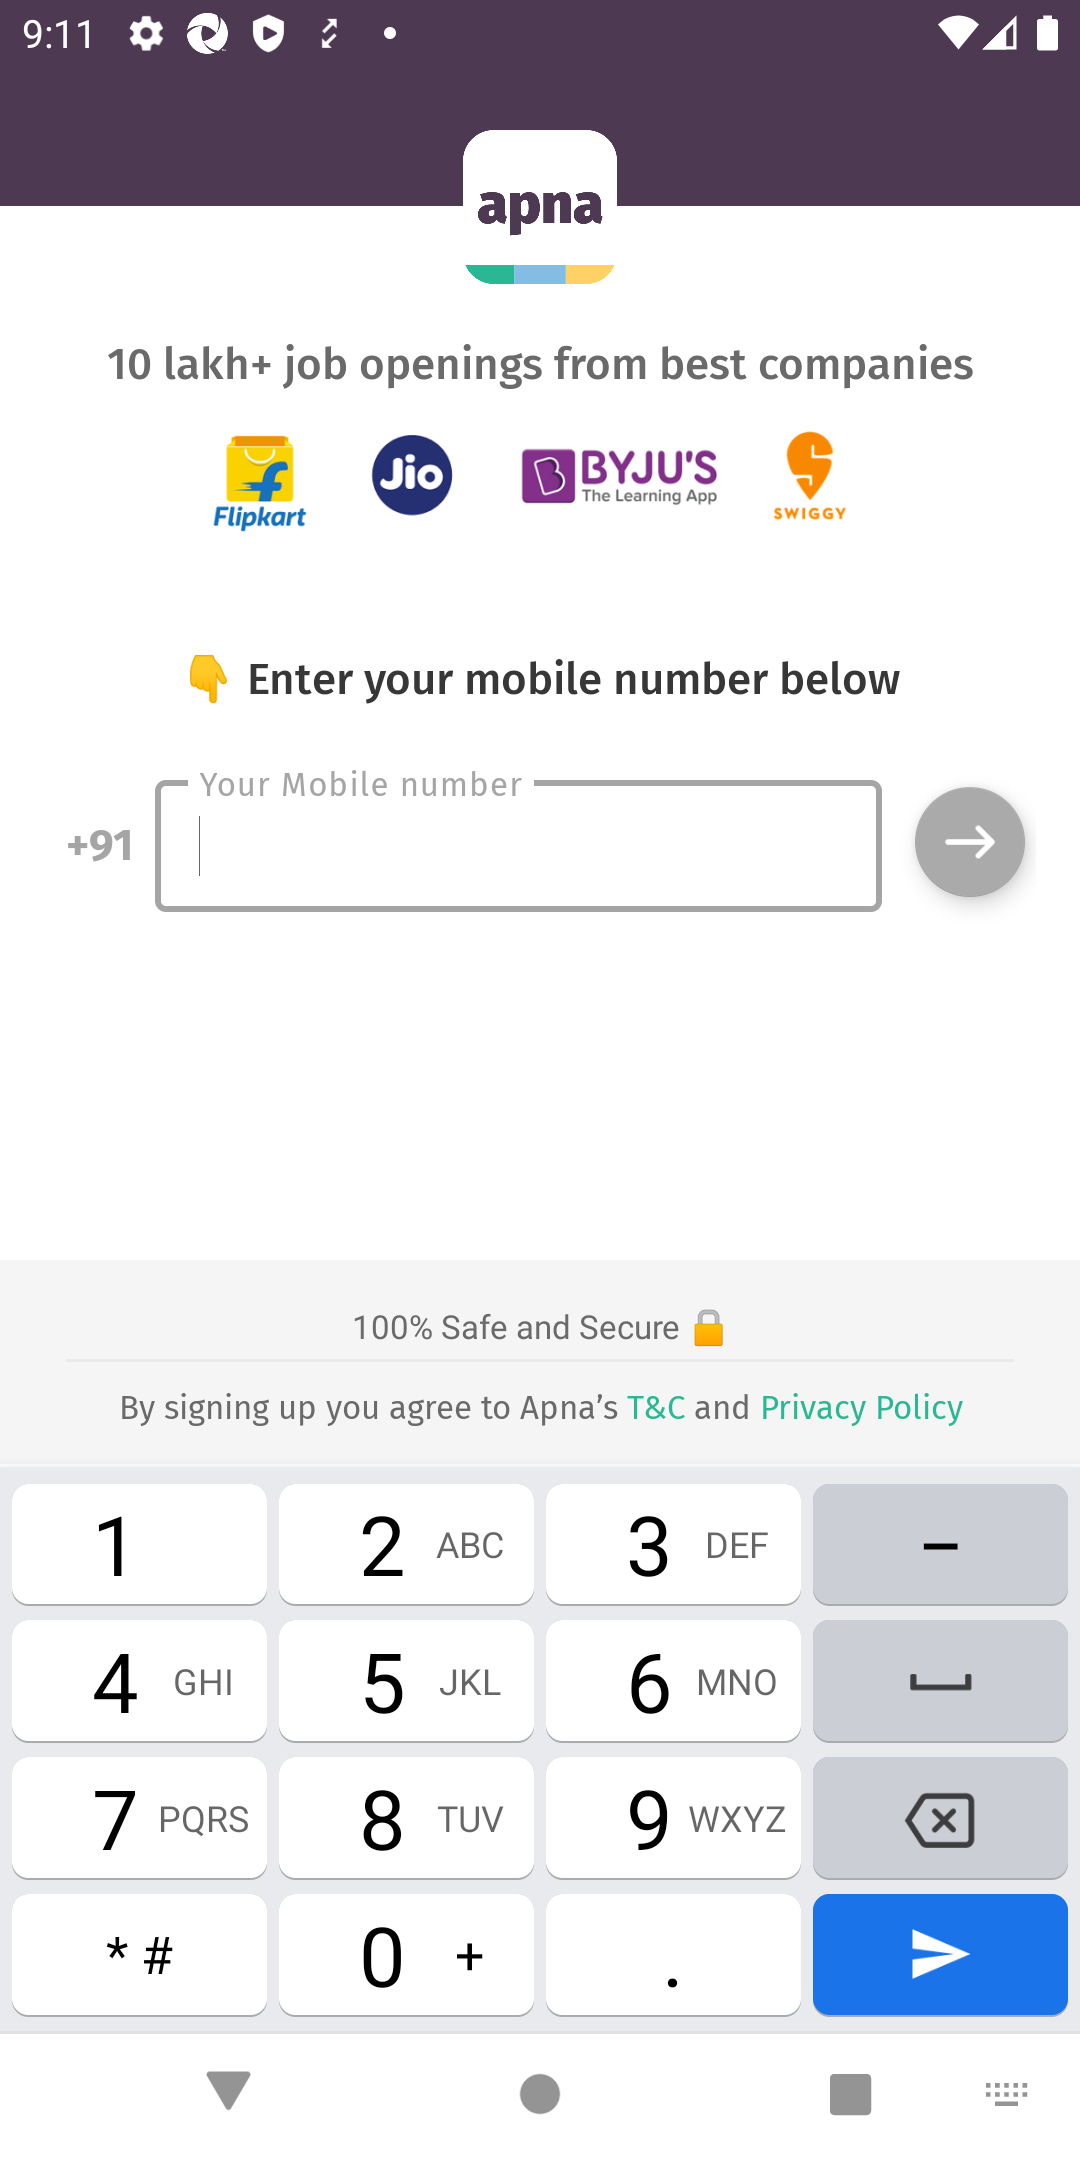 9:11
apna
10 lakh+ job openings from best companies
Flipkart
Jio
BYJU'S
The Learning App
SWIGGY
👇 Enter your mobile number below
Your Mobile number
+91
100% Safe and Secure 🔒
By signing up you agree to Apna’s T&C and Privacy Policy
1
2 ABC
3 DEF
–
4 GHI
5 JKL
6 MNO
7 PQRS
8 TUV
9 WXYZ
* #
0 +
.